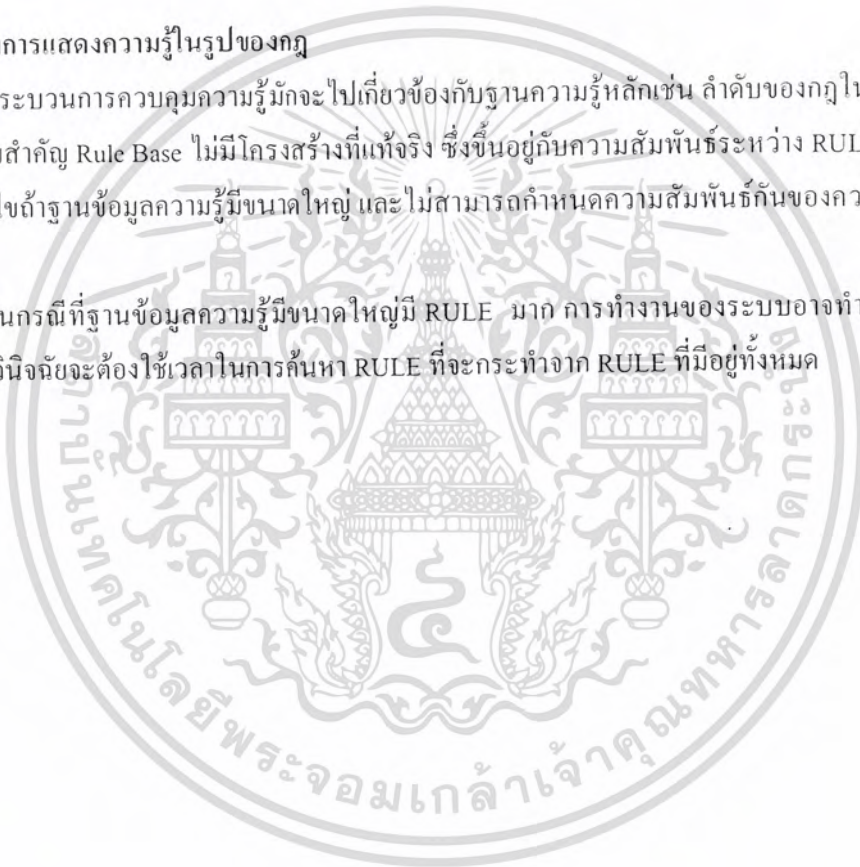 การแสดงความรู้ในรูปของกฎ
ระบวนการควบคุมความรู้มักจะไปเกี่ยวข้องกับฐานความรู้หลักเช่น ลำดับของกฎใน
สำคัญ Rule Base ไม่มีโครงสร้างที่แท้จริง ซึ่งขึ้นอยู่กับความสัมพันธ์ระหว่าง RUL
ไขถ้าฐานข้อมูลความรู้มีขนาดใหญ่ และไม่สามารถกำหนดความสัมพันธ์กันของคว
นกรณีที่ฐานข้อมูลความรู้มีขนาดใหญ่มี RULE มาก การทำงานของระบบอาจทำ
วินิจฉัยจะต้องใช้เวลาในการค้นหา RULE ที่จะกระทำจาก RULE ที่มีอยู่ทั้งหมด
๕
สถาบันเทคโนโลยีพระจอมเกล้าเจ้าคุณทหารลาดกระบัง